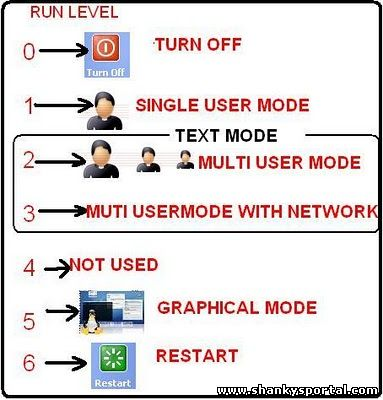 RUN LEVEL
0 TURN OFF
Turn Off
1 SINGLE USER MODE
TEXT MODE
2 MULTI USER MODE
3 MUTI USERMODE WITH NETWORK
4 NOT USED
5 GRAPHICAL MODE
6 RESTART
Restart
www.shankysportal.com